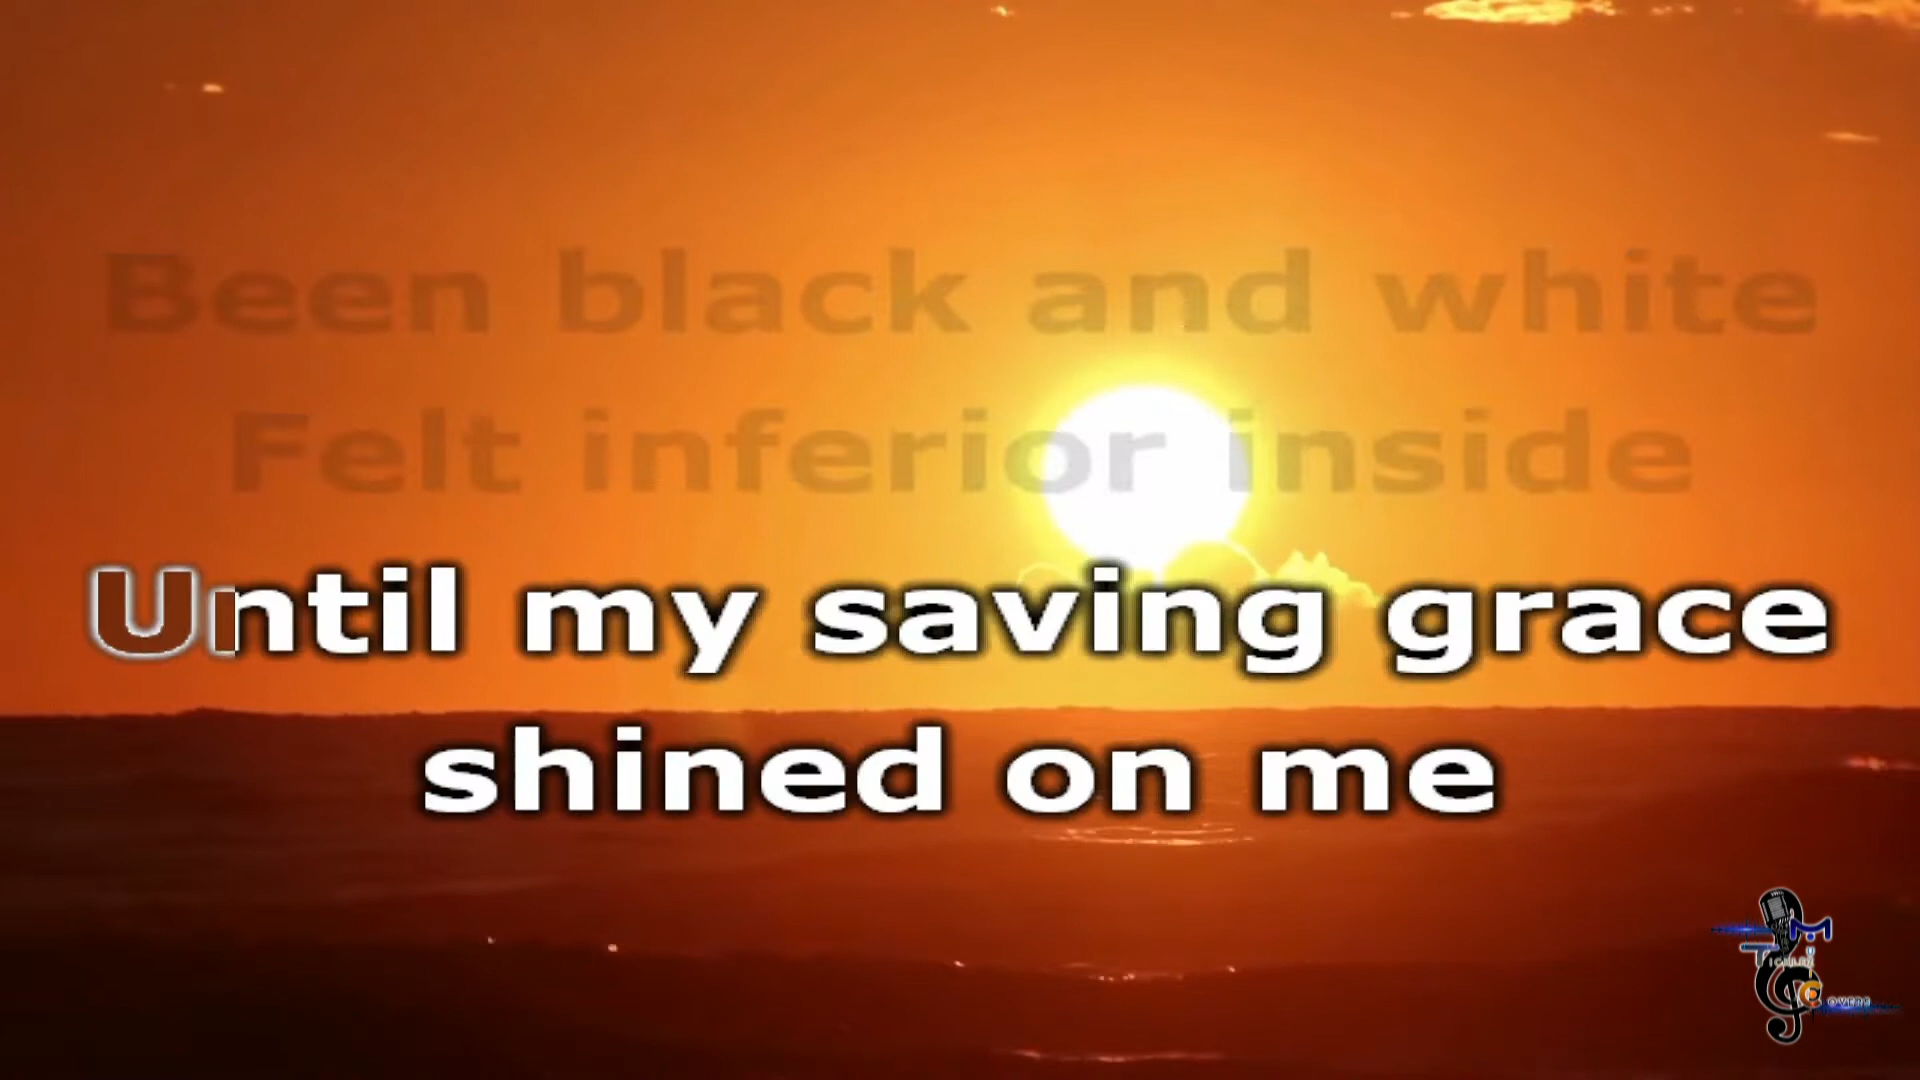 Been black and white
Felt inferior inside
Until my saving grace
shined on me